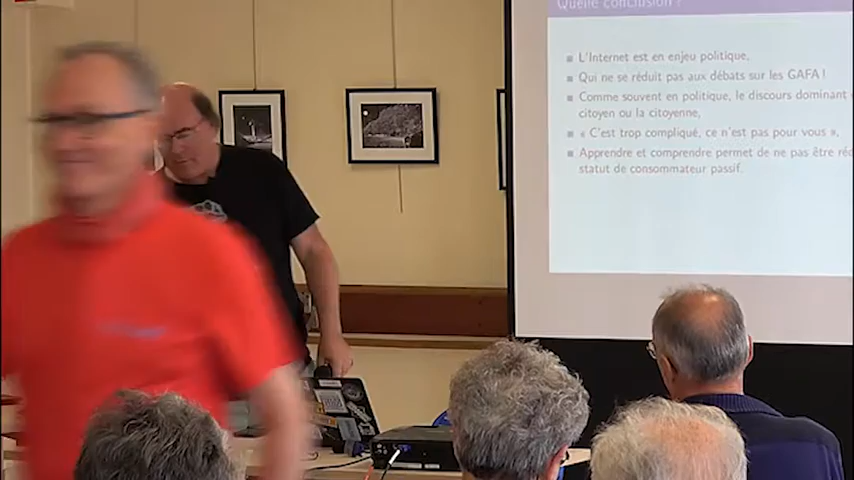 Quelle conclusion ?
L'Internet est en enjeu politique,
Qui ne se réduit pas aux débats sur les GAFA !
Comme souvent en politique, le discours dominant
citoyen ou la citoyenne,
« C'est trop compliqué, ce n'est pas pour vous ».
Apprendre et comprendre permet de ne pas être
statut de consommateur passif.